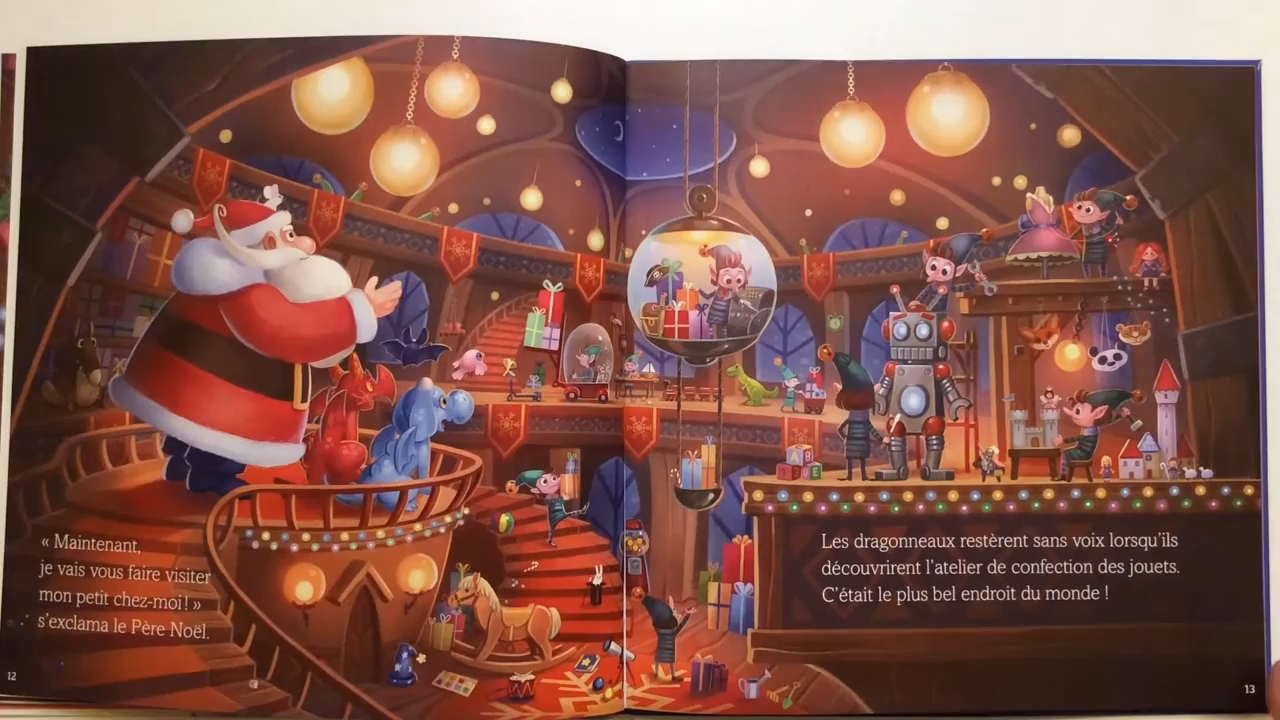 « Maintenant,
je vais vous faire visiter
mon petit chez-moi ! »
s'exclama le Père Noël.
12
Les dragonneaux restèrent sans voix lorsqu'ils
découvrirent l'atelier de confection des jouets.
C'était le plus bel endroit du monde !
13
A B
E